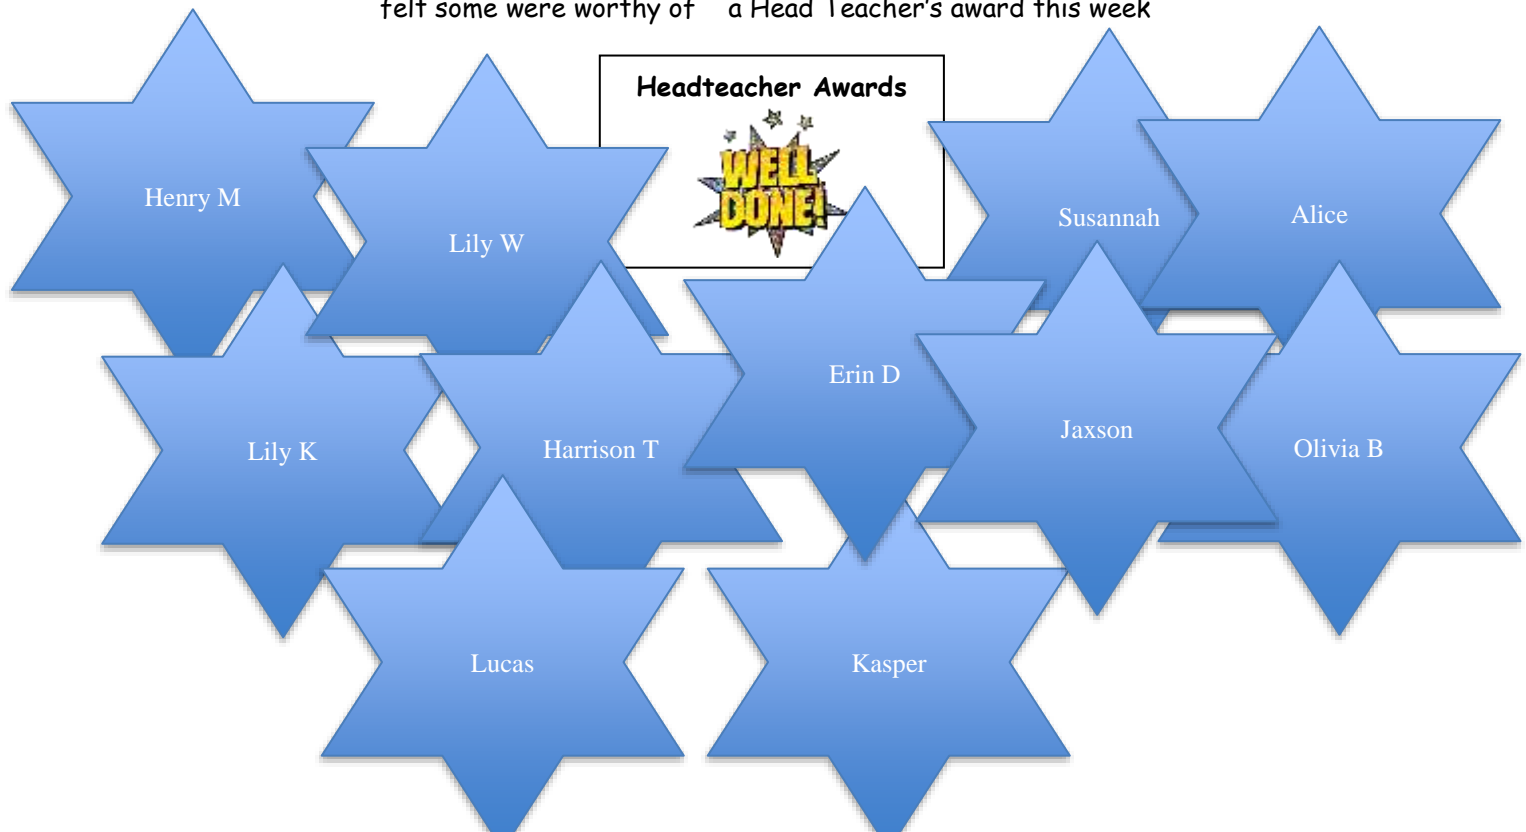 felt some were worthy of a Head Teacher's award this week
Headteacher Awards
WELL
DONE!
Henry M
Lily W
Susannah
Alice
Erin D
Jaxson
Lily K
Harrison T
Olivia B
Lucas
Kasper